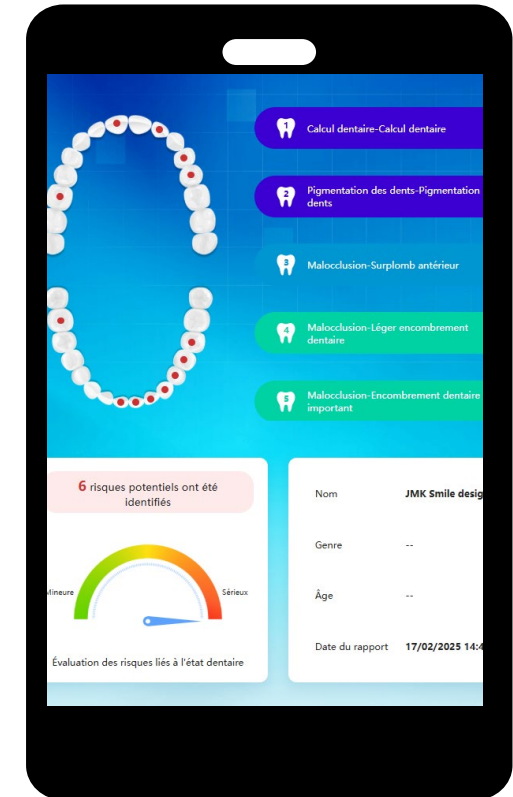 1
Calcul dentaire-Calcul dentaire
2
Pigmentation des dents-Pigmentation
dents
3
Malocclusion-Surplomb antérieur
4
Malocclusion-Léger encombrement
dentaire
5
Malocclusion-Encombrement dentaire
important
6 risques potentiels ont été
identifiés
Mineure
Sérieux
Évaluation des risques liés à l'état dentaire
Nom JMK Smile desig
Genre --
Âge --
Date du rapport 17/02/2025 14:4